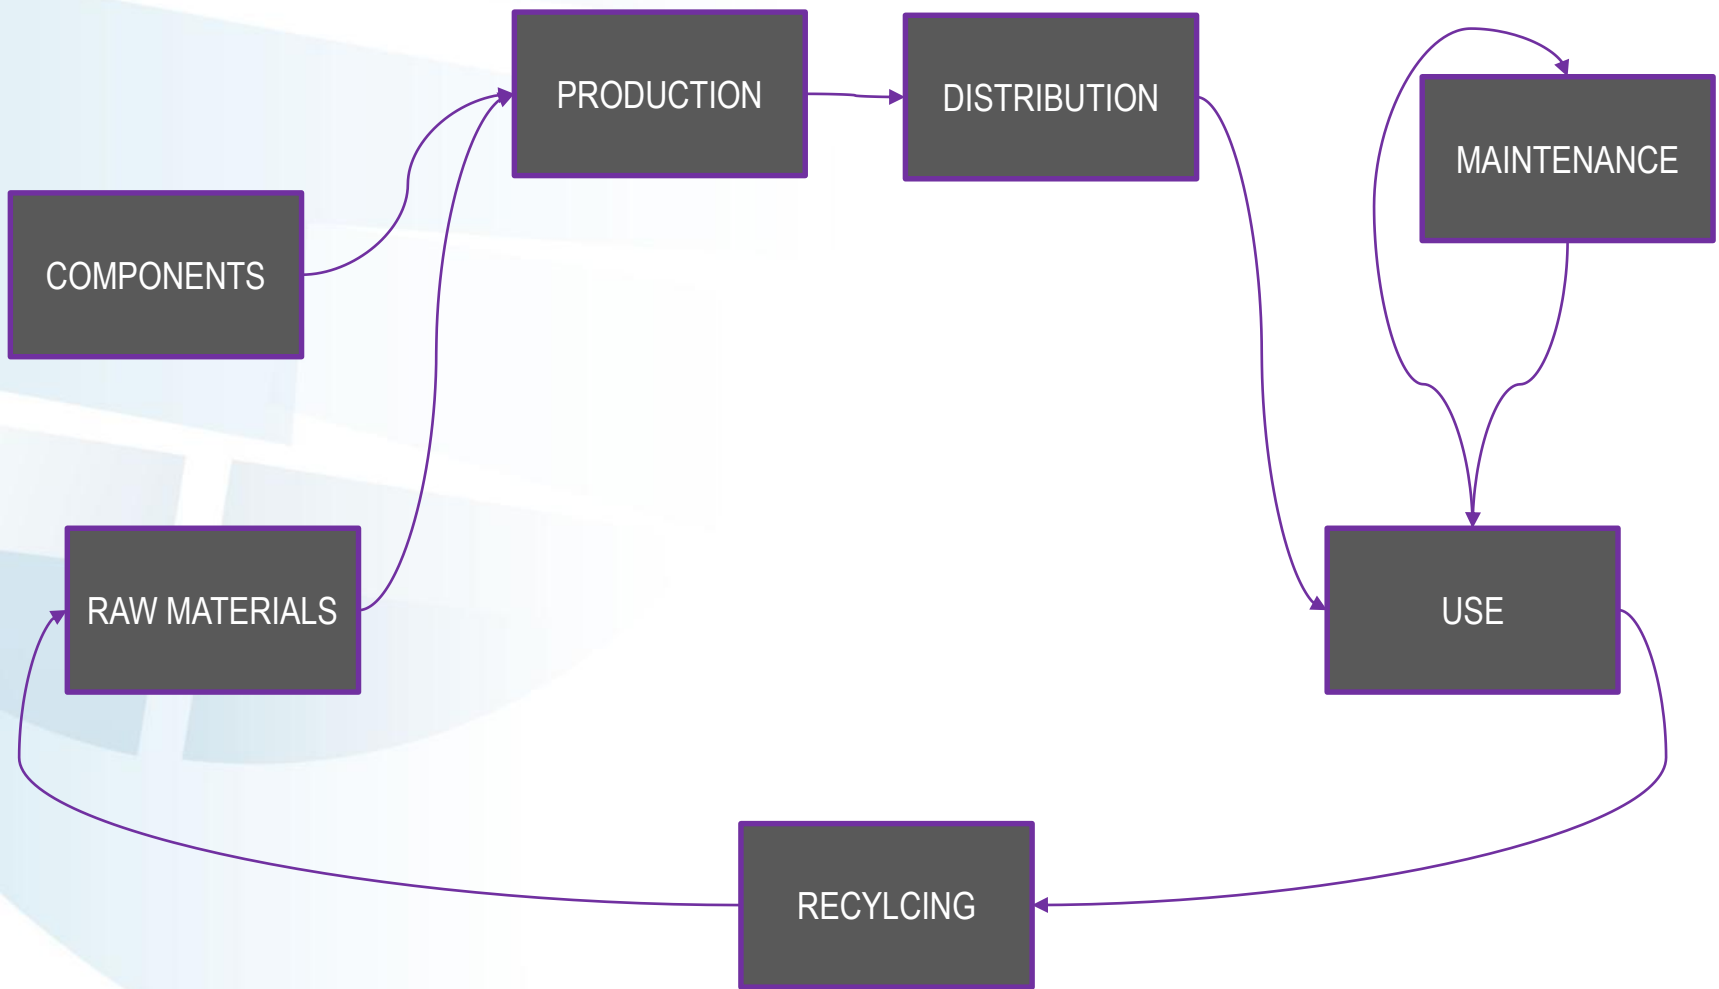 PRODUCTION
DISTRIBUTION
MAINTENANCE
COMPONENTS
RAW MATERIALS
USE
RECYLCING